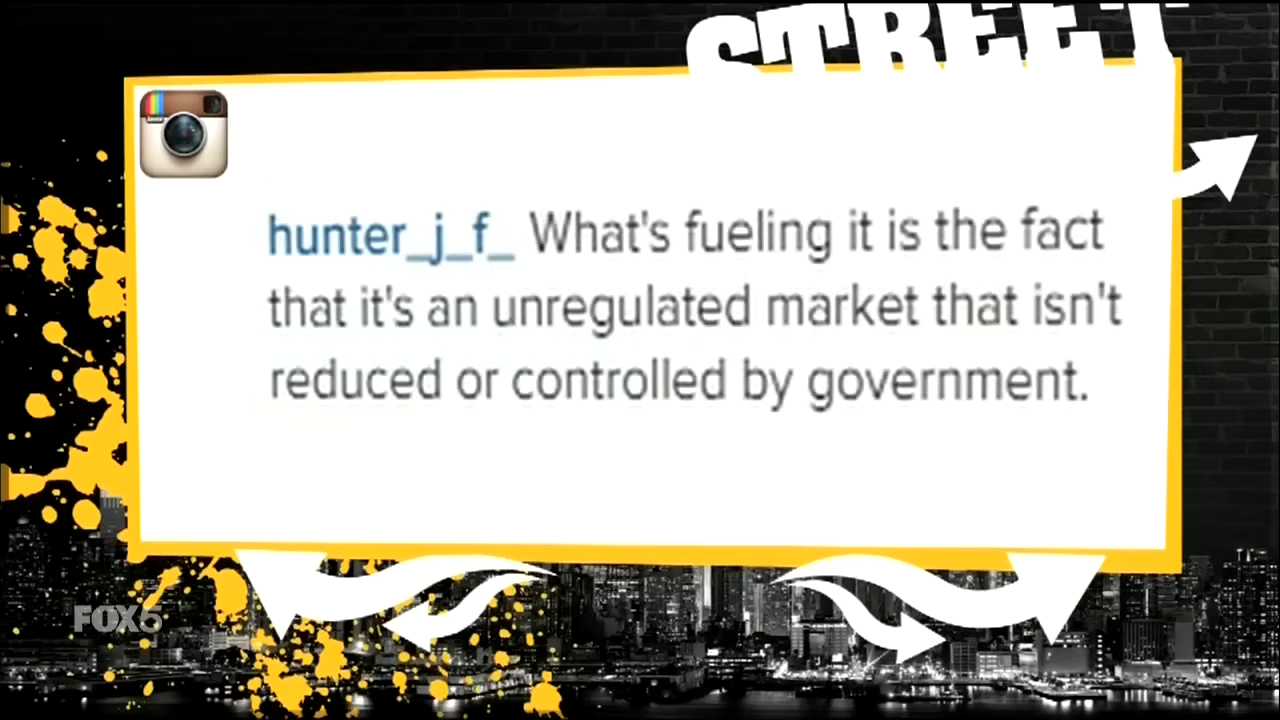 STREET
hunter_j_f_ What's fueling it is the fact
that it's an unregulated market that isn't
reduced or controlled by government.
FOX5